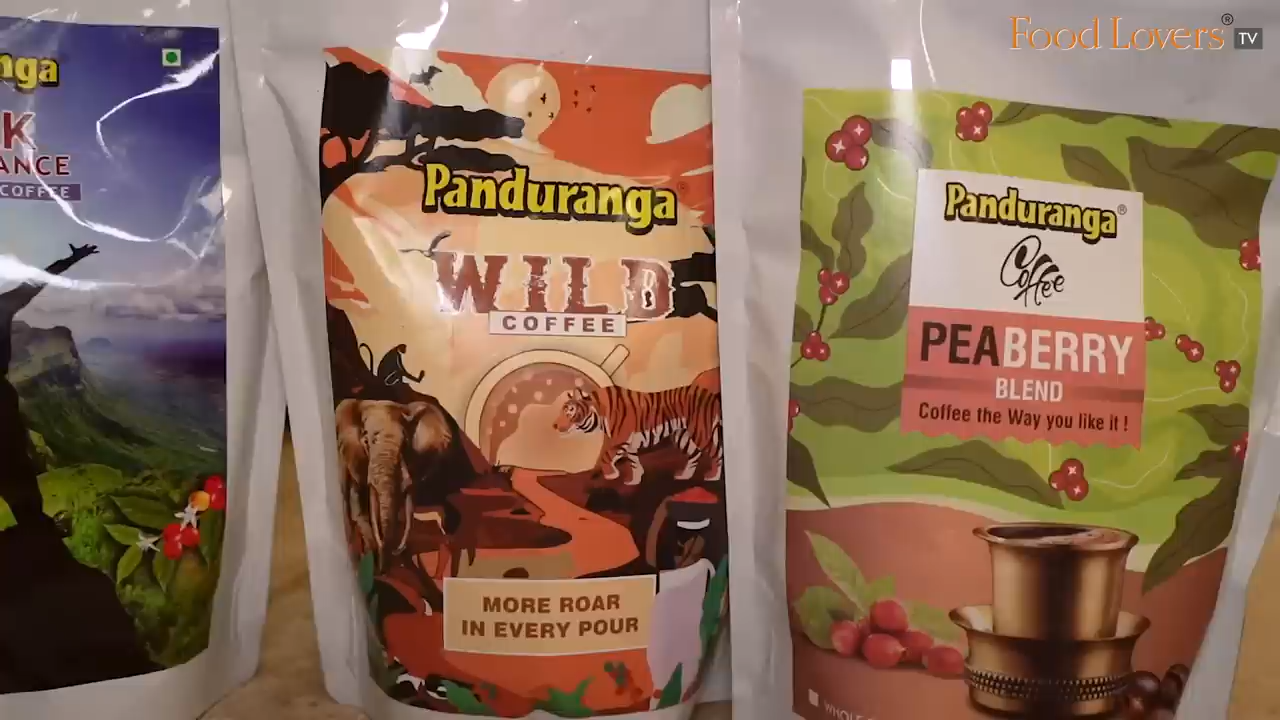 Food Lovers® TV
nga
K
ANCE
COFFEE
Panduranga®
WILD
COFFEE
MORE ROAR
IN EVERY POUR
Panduranga®
Coffee
PEABERRY
BLEND
Coffee the Way you like it !